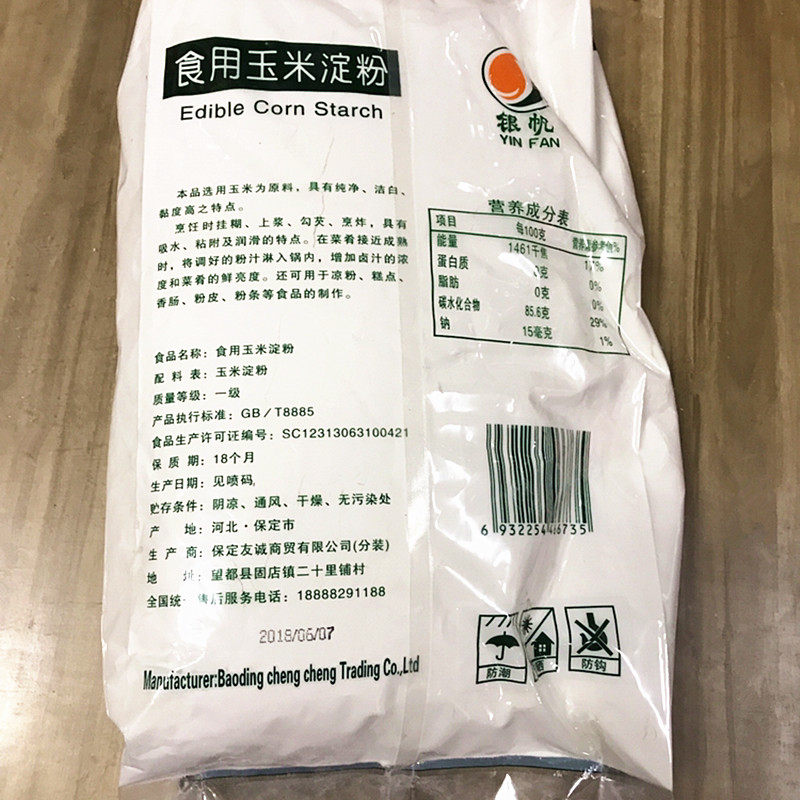 食用玉米淀粉
Edible Corn Starch
银帆
YIN FAN
本品选用玉米为原料，具有纯净、洁白、
黏度高之特点。
烹饪时挂糊、上浆、勾芡、烹炸，具有
吸水、粘附及润滑的特点。在菜肴接近成熟
时，将调好的粉汁淋入锅内，增加卤汁的浓
度和菜肴的鲜亮度。还可用于凉粉、糕点、
香肠、粉皮、粉条等食品的制作。
营养成分表
项目 每100克 营养素参考值%
能量 1461千焦 17%
蛋白质 0克 0%
脂肪 0克 0%
碳水化合物 85.6克 29%
钠 15毫克 1%
食品名称：食用玉米淀粉
配 料 表：玉米淀粉
质量等级：一级
产品执行标准：GB/T8885
食品生产许可证编号：SC12313063100421
保 质 期：18个月
生产日期：见喷码
贮存条件：阴凉、通风、干燥、无污染处
产 地：河北·保定市
生 产 商：保定友诚商贸有限公司(分装)
地 址：望都县固店镇二十里铺村
全国统一售后服务电话：18888291188
2018/06/07
Manufacturer:Baoding cheng cheng Trading Co.,Ltd
6 932254 6735
防潮
晒
防钩